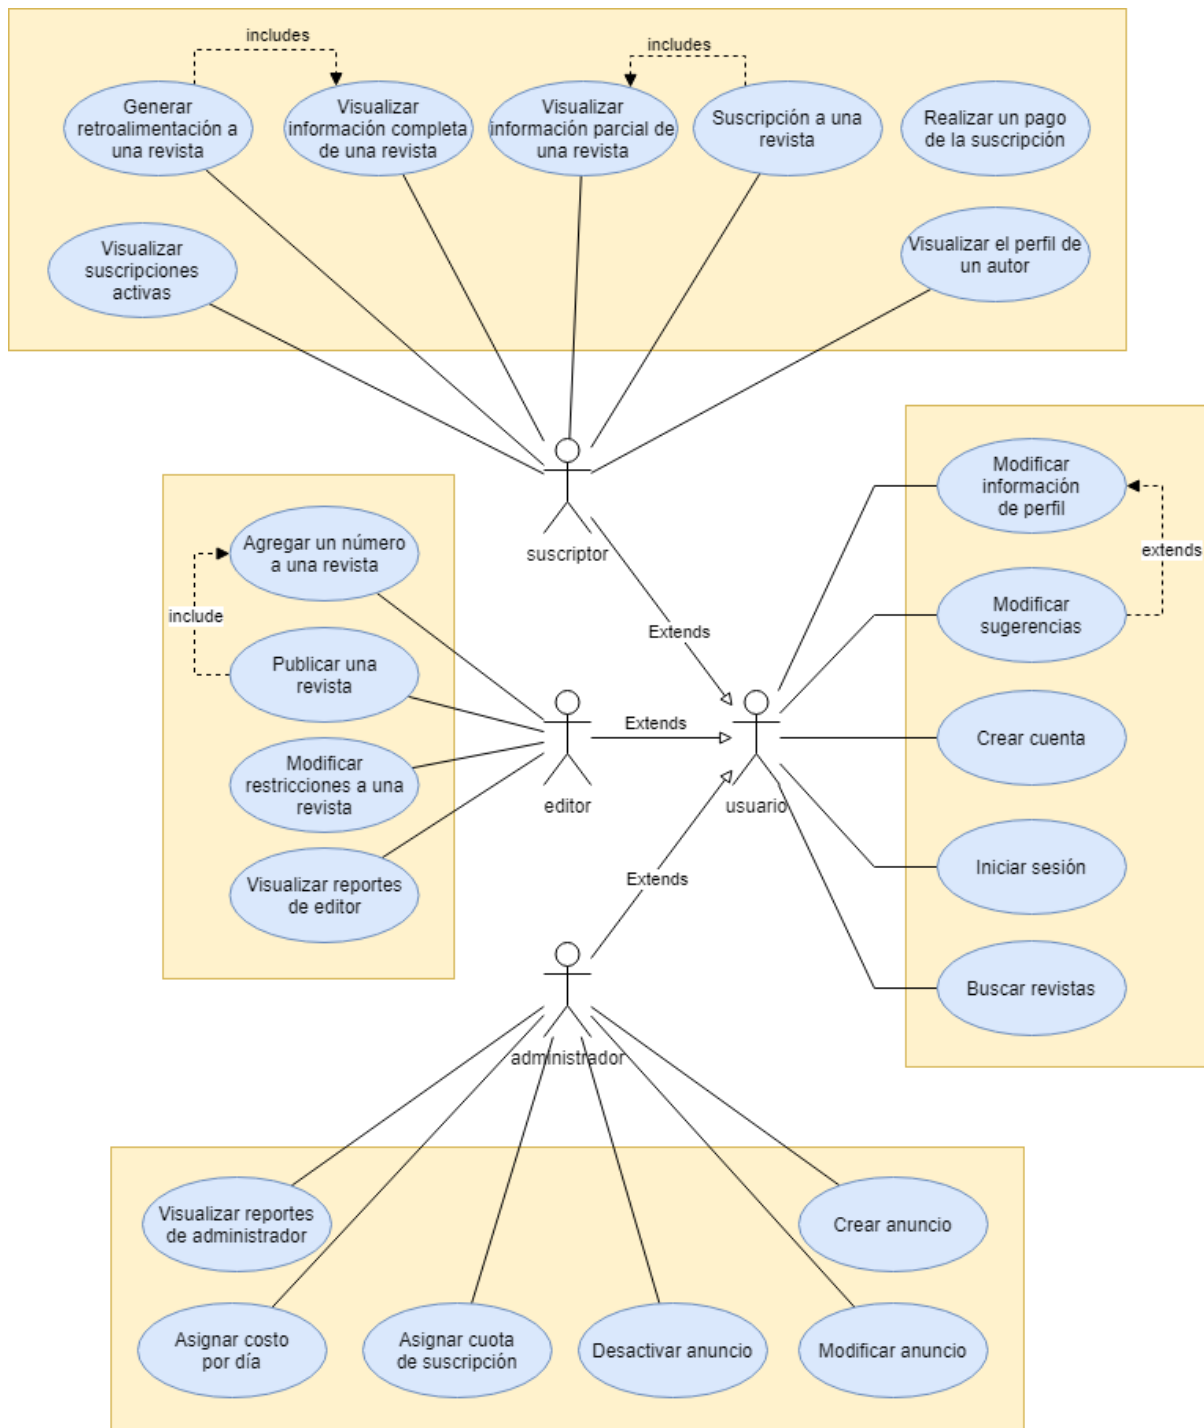 includes
includes
Generar
retroalimentación a
una revista
Visualizar
información completa
de una revista
Visualizar
información parcial de
una revista
Suscripción a una
revista
Realizar un pago
de la suscripción
Visualizar
suscripciones
activas
Visualizar el perfil de
un autor
suscriptor
Modificar
información
de perfil
extends
Modificar
sugerencias
Agregar un número
a una revista
include
Publicar una
revista
Modificar
restricciones a una
revista
Visualizar reportes
de editor
Extends
Extends
editor
usuario
Extends
Crear cuenta
Iniciar sesión
Buscar revistas
administrador
Visualizar reportes
de administrador
Crear anuncio
Asignar costo
por día
Asignar cuota
de suscripción
Desactivar anuncio
Modificar anuncio